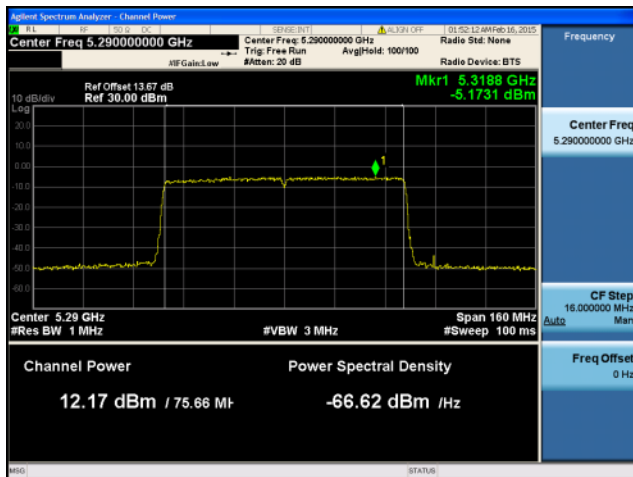 Agilent Spectrum Analyzer - Channel Power
RL RF 50 Ω DC SENSE:INT ALIGN OFF 01:52:12 AM Feb 16, 2015
Center Freq 5.290000000 GHz
Center Freq: 5.290000000 GHz
Radio Std: None
Trig: Free Run Avg|Hold: 100/100
#IFGain:Low #Atten: 20 dB Radio Device: BTS
Ref Offset 13.67 dB
Mkr1 5.3188 GHz
10 dB/div Ref 30.00 dBm -5.1731 dBm
Log
20.0
10.0
0.00
-10.0
-20.0
-30.0
-40.0
-50.0
-60.0
1
Center 5.29 GHz Span 160 MHz
#Res BW 1 MHz #VBW 3 MHz #Sweep 100 ms
Channel Power Power Spectral Density
12.17 dBm / 75.66 MH -66.62 dBm /Hz
MSG STATUS
Frequency
Center Freq
5.290000000 GHz
CF Step
16.000000 MHz
Auto Man
Freq Offset
0 Hz